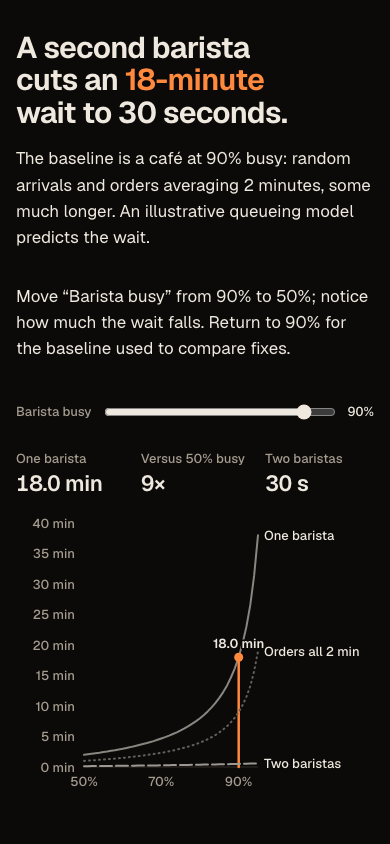 A second barista
cuts an 18-minute
wait to 30 seconds.
The baseline is a café at 90% busy: random
arrivals and orders averaging 2 minutes, some
much longer. An illustrative queueing model
predicts the wait.
Move “Barista busy” from 90% to 50%; notice
how much the wait falls. Return to 90% for
the baseline used to compare fixes.
Barista busy 90%
One barista Versus 50% busy Two baristas
18.0 min 9× 30 s
40 min
One barista
35 min
30 min
25 min
20 min
18.0 min
Orders all 2 min
15 min
10 min
5 min
0 min
Two baristas
50% 70% 90%